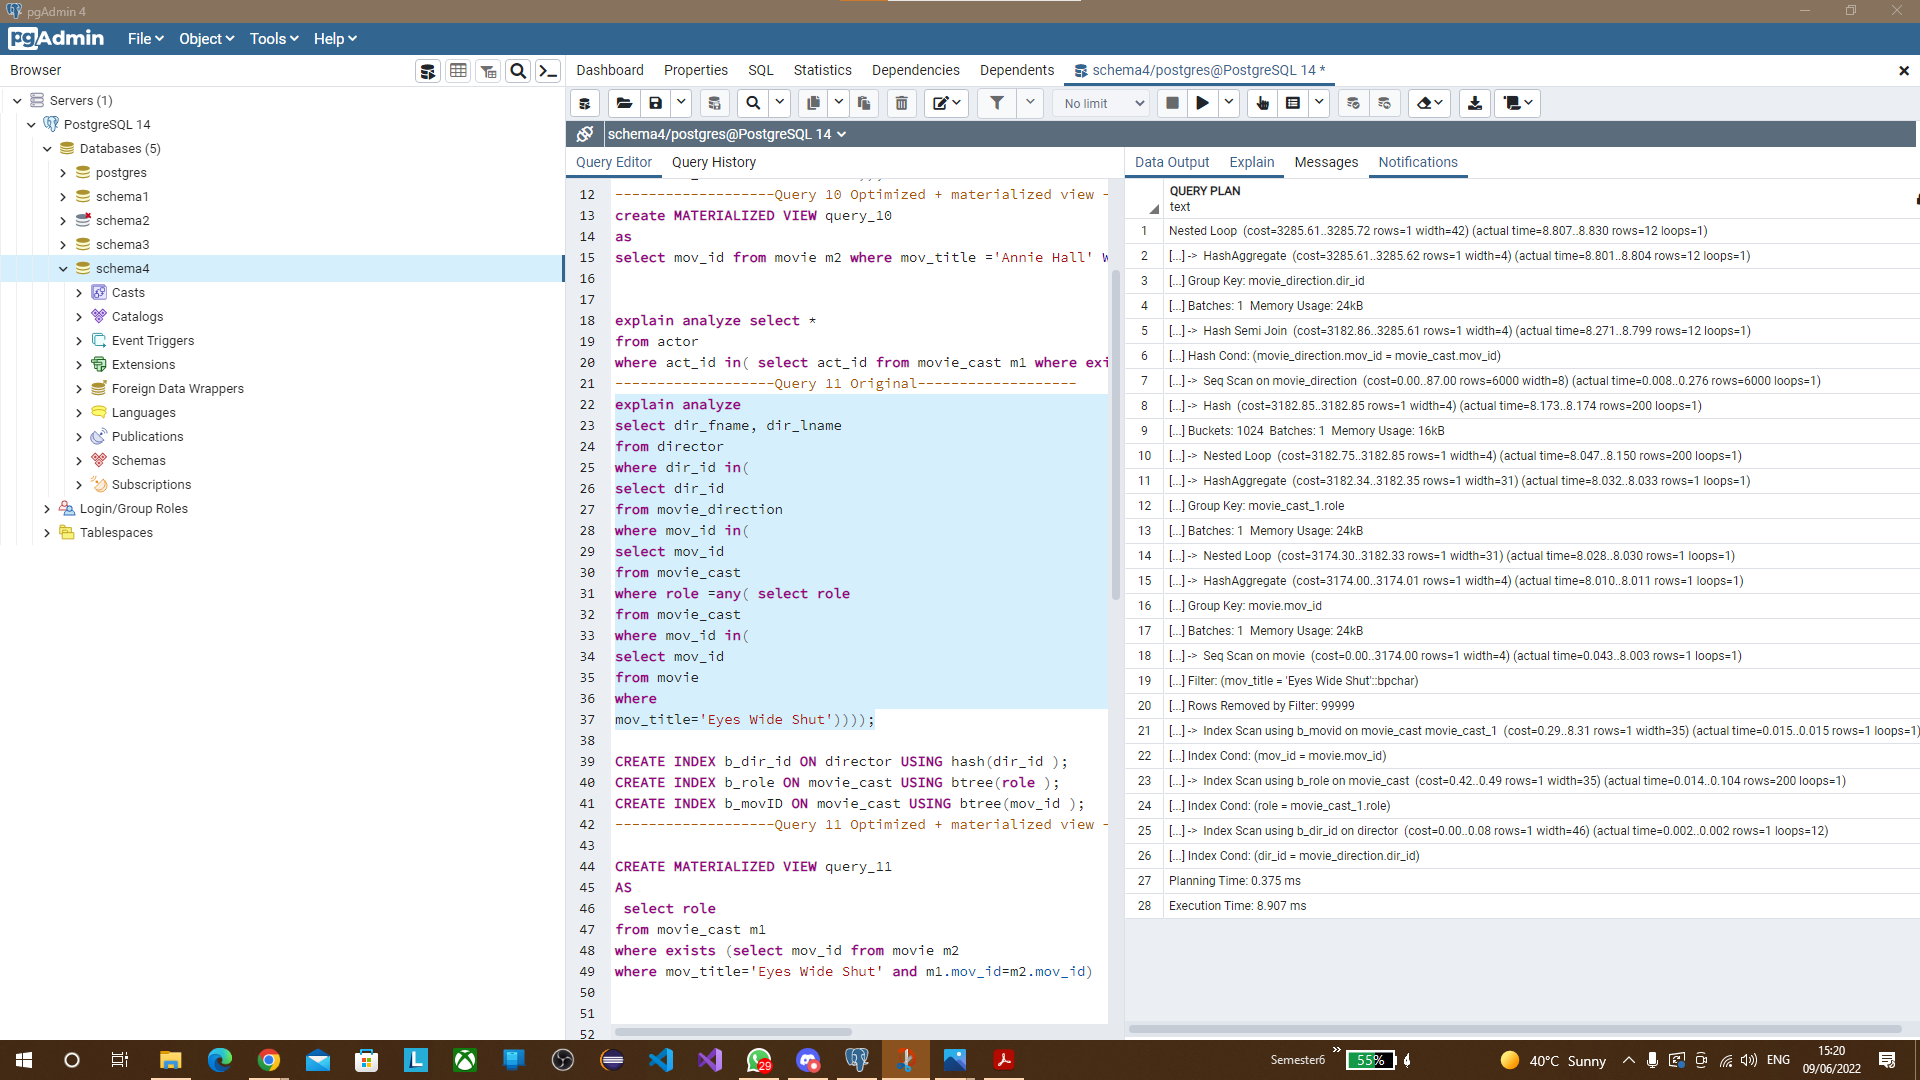 pgAdmin 4
pgAdmin File Object Tools Help
Browser
Dashboard Properties SQL Statistics Dependencies Dependents schema4/postgres@PostgreSQL 14 *
No limit
schema4/postgres@PostgreSQL 14
Servers (1)
PostgreSQL 14
Databases (5)
postgres
schema1
schema2
schema3
schema4
Casts
Catalogs
Event Triggers
Extensions
Foreign Data Wrappers
Languages
Publications
Schemas
Subscriptions
Login/Group Roles
Tablespaces
Query Editor Query History
12 -------------------Query 10 Optimized + materialized view -
13 create MATERIALIZED VIEW query_10
14 as
15 select mov_id from movie m2 where mov_title ='Annie Hall' W
16
17
18 explain analyze select *
19 from actor
20 where act_id in( select act_id from movie_cast m1 where exi
21 -------------------Query 11 Original-------------------
22 explain analyze
23 select dir_fname, dir_lname
24 from director
25 where dir_id in(
26 select dir_id
27 from movie_direction
28 where mov_id in(
29 select mov_id
30 from movie_cast
31 where role =any( select role
32 from movie_cast
33 where mov_id in(
34 select mov_id
35 from movie
36 where
37 mov_title='Eyes Wide Shut'))));
38
39 CREATE INDEX b_dir_id ON director USING hash(dir_id );
40 CREATE INDEX b_role ON movie_cast USING btree(role );
41 CREATE INDEX b_movID ON movie_cast USING btree(mov_id );
42 -------------------Query 11 Optimized + materialized view -
43
44 CREATE MATERIALIZED VIEW query_11
45 AS
46 select role
47 from movie_cast m1
48 where exists (select mov_id from movie m2
49 where mov_title='Eyes Wide Shut' and m1.mov_id=m2.mov_id)
50
51
52
Data Output Explain Messages Notifications
QUERY PLAN
text
1 Nested Loop (cost=3285.61..3285.72 rows=1 width=42) (actual time=8.807..8.830 rows=12 loops=1)
2 [...] -> HashAggregate (cost=3285.61..3285.62 rows=1 width=4) (actual time=8.801..8.804 rows=12 loops=1)
3 [...] Group Key: movie_direction.dir_id
4 [...] Batches: 1 Memory Usage: 24kB
5 [...] -> Hash Semi Join (cost=3182.86..3285.61 rows=1 width=4) (actual time=8.271..8.799 rows=12 loops=1)
6 [...] Hash Cond: (movie_direction.mov_id = movie_cast.mov_id)
7 [...] -> Seq Scan on movie_direction (cost=0.00..87.00 rows=6000 width=8) (actual time=0.008..0.276 rows=6000 loops=1)
8 [...] -> Hash (cost=3182.85..3182.85 rows=1 width=4) (actual time=8.173..8.174 rows=200 loops=1)
9 [...] Buckets: 1024 Batches: 1 Memory Usage: 16kB
10 [...] -> Nested Loop (cost=3182.75..3182.85 rows=1 width=4) (actual time=8.047..8.150 rows=200 loops=1)
11 [...] -> HashAggregate (cost=3182.34..3182.35 rows=1 width=31) (actual time=8.032..8.033 rows=1 loops=1)
12 [...] Group Key: movie_cast_1.role
13 [...] Batches: 1 Memory Usage: 24kB
14 [...] -> Nested Loop (cost=3174.30..3182.33 rows=1 width=31) (actual time=8.028..8.030 rows=1 loops=1)
15 [...] -> HashAggregate (cost=3174.00..3174.01 rows=1 width=4) (actual time=8.010..8.011 rows=1 loops=1)
16 [...] Group Key: movie.mov_id
17 [...] Batches: 1 Memory Usage: 24kB
18 [...] -> Seq Scan on movie (cost=0.00..3174.00 rows=1 width=4) (actual time=0.043..8.003 rows=1 loops=1)
19 [...] Filter: (mov_title = 'Eyes Wide Shut'::bpchar)
20 [...] Rows Removed by Filter: 99999
21 [...] -> Index Scan using b_movid on movie_cast movie_cast_1 (cost=0.29..8.31 rows=1 width=35) (actual time=0.015..0.015 rows=1 loops=1)
22 [...] Index Cond: (mov_id = movie.mov_id)
23 [...] -> Index Scan using b_role on movie_cast (cost=0.42..0.49 rows=1 width=35) (actual time=0.014..0.104 rows=200 loops=1)
24 [...] Index Cond: (role = movie_cast_1.role)
25 [...] -> Index Scan using b_dir_id on director (cost=0.00..0.08 rows=1 width=46) (actual time=0.002..0.002 rows=1 loops=12)
26 [...] Index Cond: (dir_id = movie_direction.dir_id)
27 Planning Time: 0.375 ms
28 Execution Time: 8.907 ms
L 29 Semester6 » 55% 40°C Sunny ENG 15:20
09/06/2022